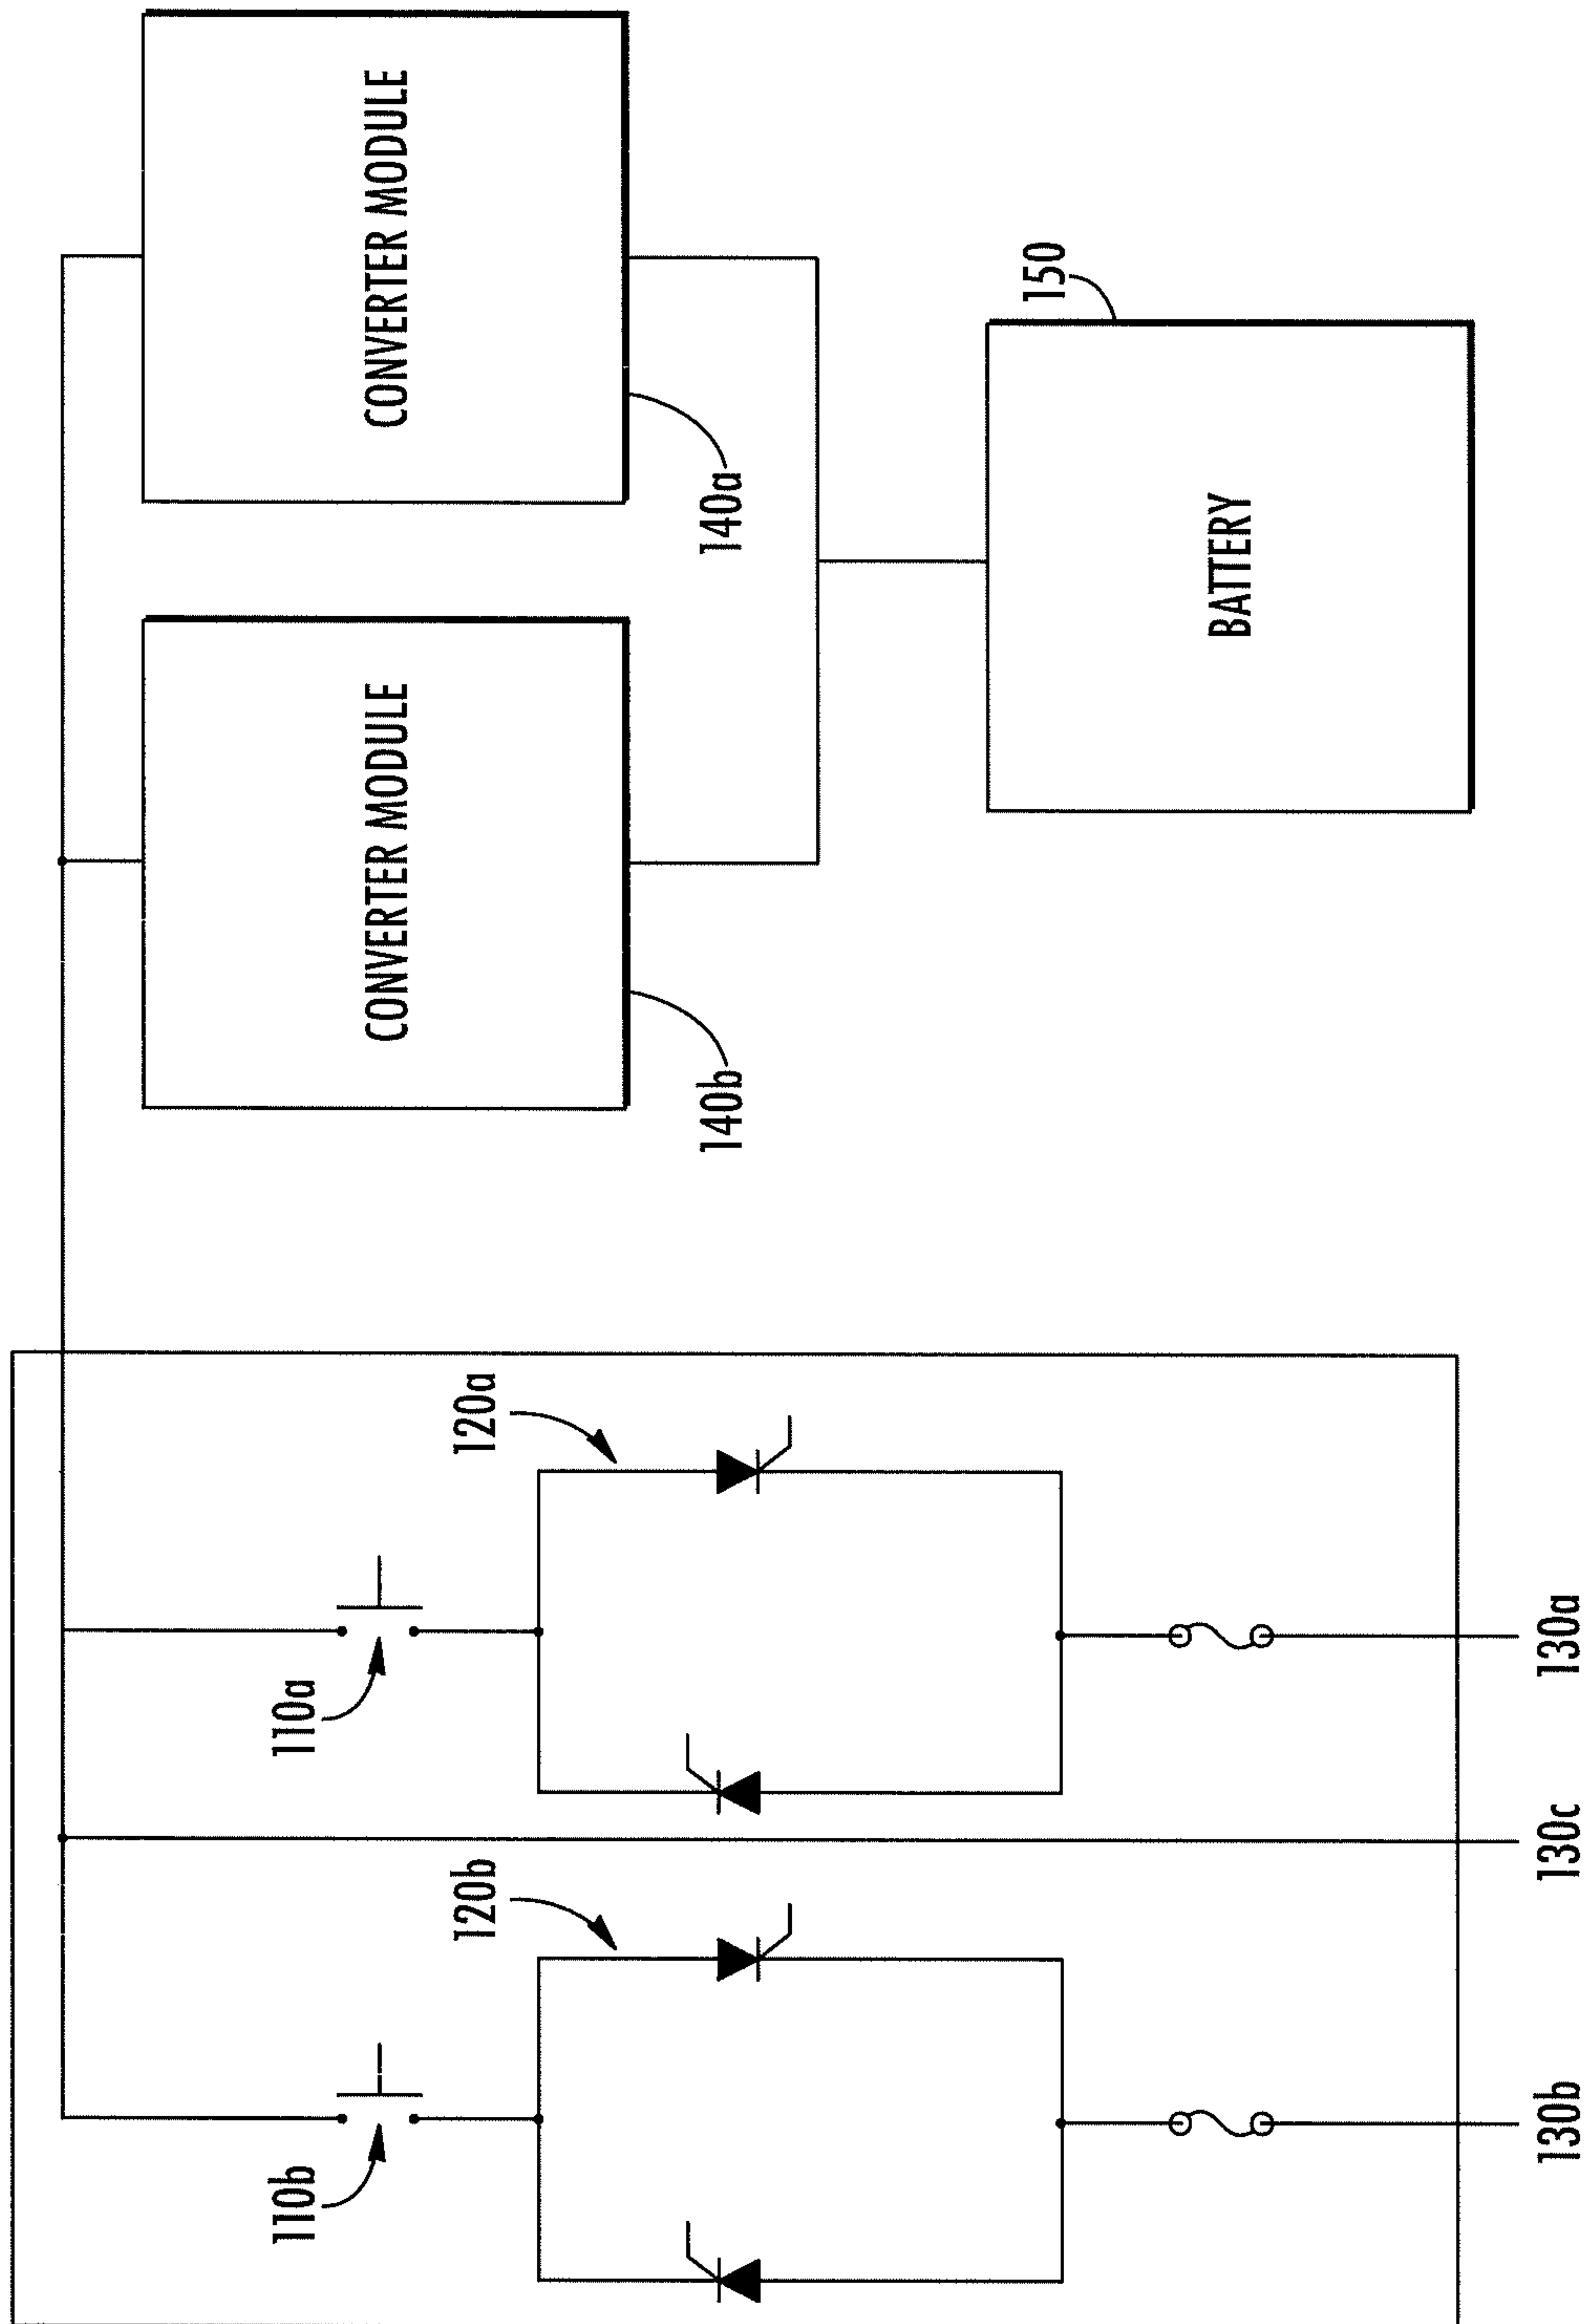 CONVERTER MODULE
140a
CONVERTER MODULE
140b
150
BATTERY
120a
110a
130a
130c
120b
110b
130b